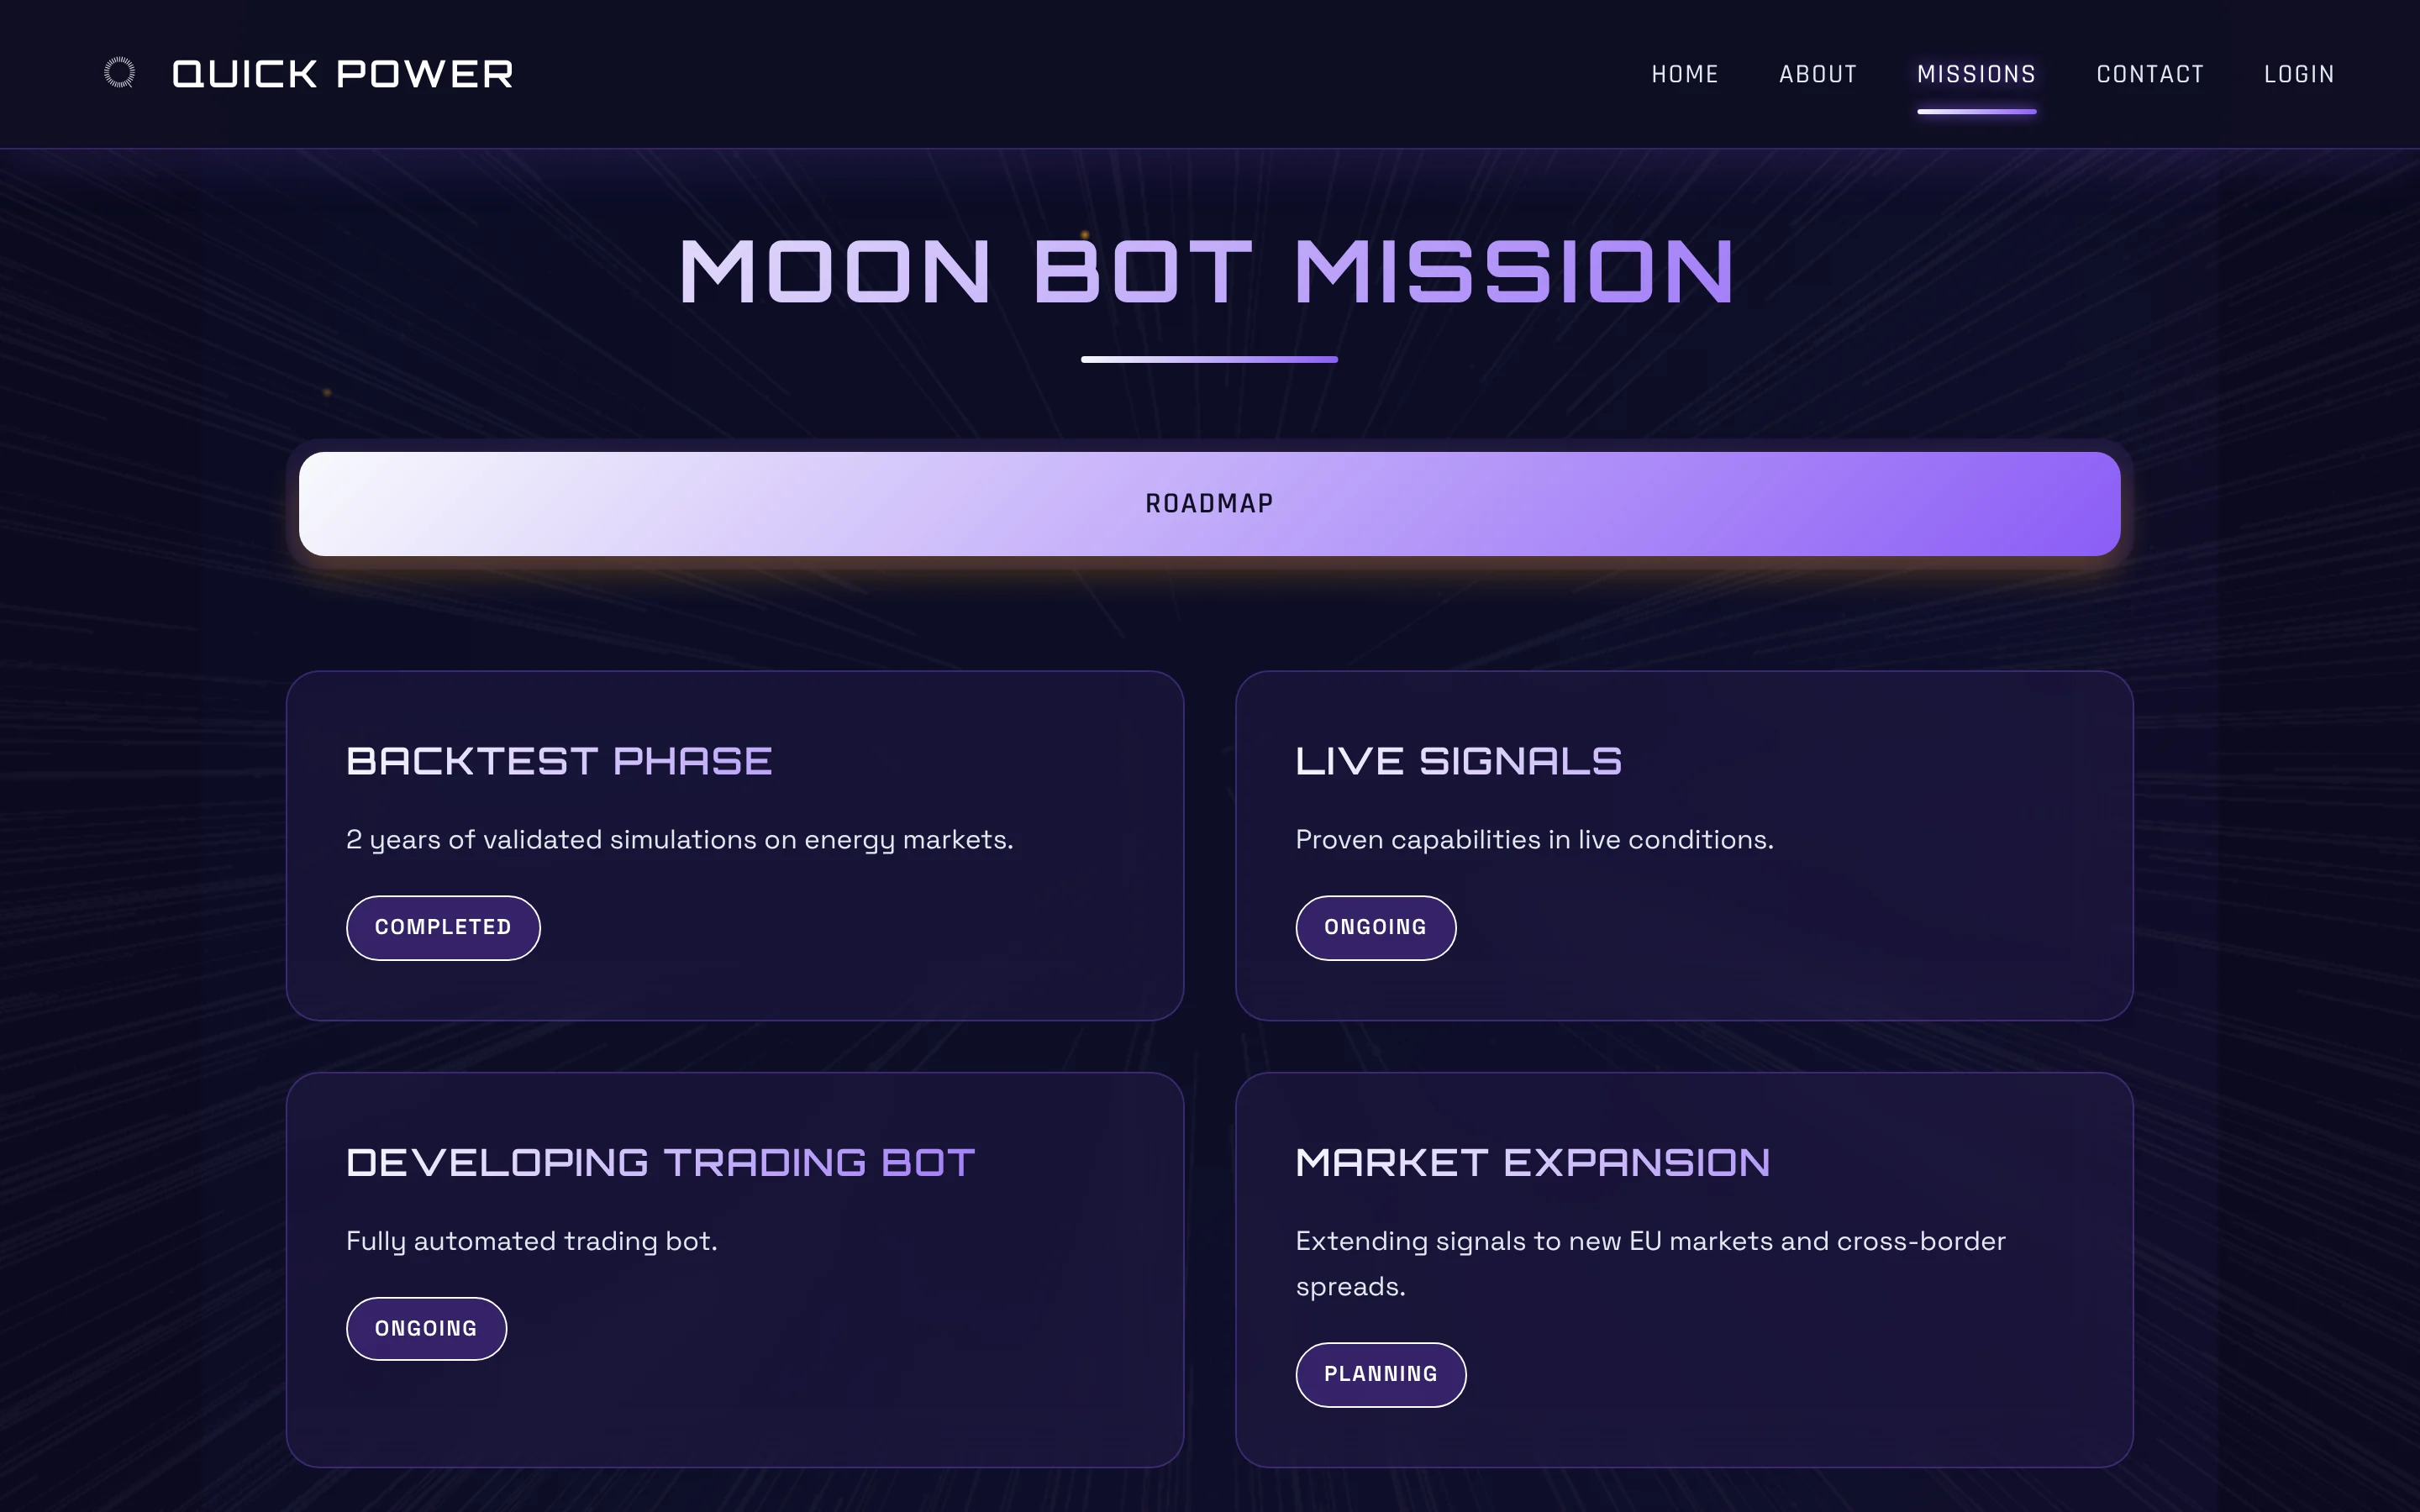 QUICK POWER
HOME ABOUT MISSIONS CONTACT LOGIN
MOON BOT MISSION
ROADMAP
BACKTEST PHASE
2 years of validated simulations on energy markets.
COMPLETED
LIVE SIGNALS
Proven capabilities in live conditions.
ONGOING
DEVELOPING TRADING BOT
Fully automated trading bot.
ONGOING
MARKET EXPANSION
Extending signals to new EU markets and cross-border
spreads.
PLANNING